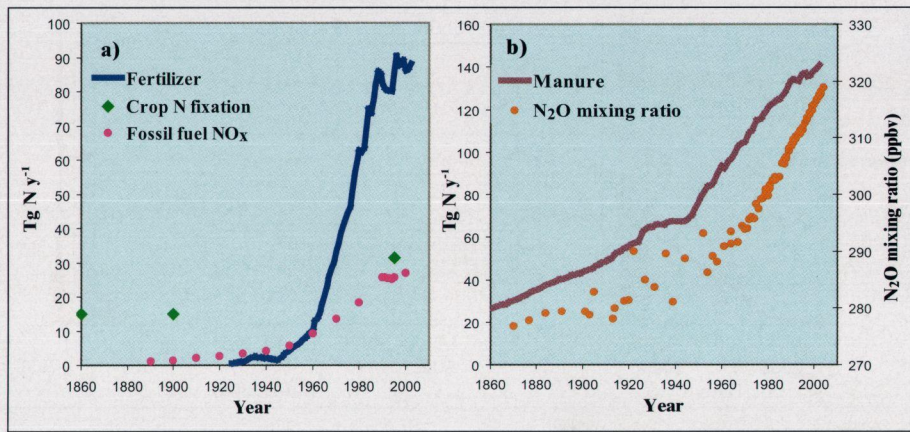 a)
Fertilizer
Crop N fixation
Fossil fuel NOx
100
90
80
70
60
50
40
30
20
10
0
Tg N y-1
1860 1880 1900 1920 1940 1960 1980 2000
Year
b)
Manure
N2O mixing ratio
160
140
120
100
80
60
40
20
0
Tg N y-1
330
320
310
300
290
280
270
N2O mixing ratio (ppbv)
1860 1880 1900 1920 1940 1960 1980 2000
Year